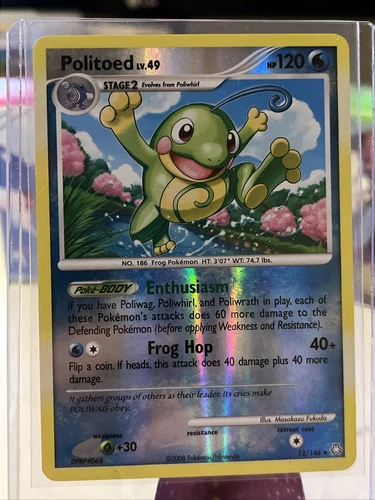 Politoed LV.49 HP 120
STAGE 2 Evolves from Poliwhirl
NO. 186 Frog Pokémon HT: 3'07" WT: 74.7 lbs.
Poké-BODY Enthusiasm
If you have Poliwag, Poliwhirl, and Poliwrath in play, each of
these Pokémon's attacks does 60 more damage to the
Defending Pokémon (before applying Weakness and Resistance).
Frog Hop 40+
Flip a coin. If heads, this attack does 40 damage plus 40 more
damage.
It gathers groups of others as their leader. Its cries make
POLIWAG obey.
Illus. Masakazu Fukuda
weakness resistance retreat cost
+30
12/146
©2008 Pokémon/Nintendo